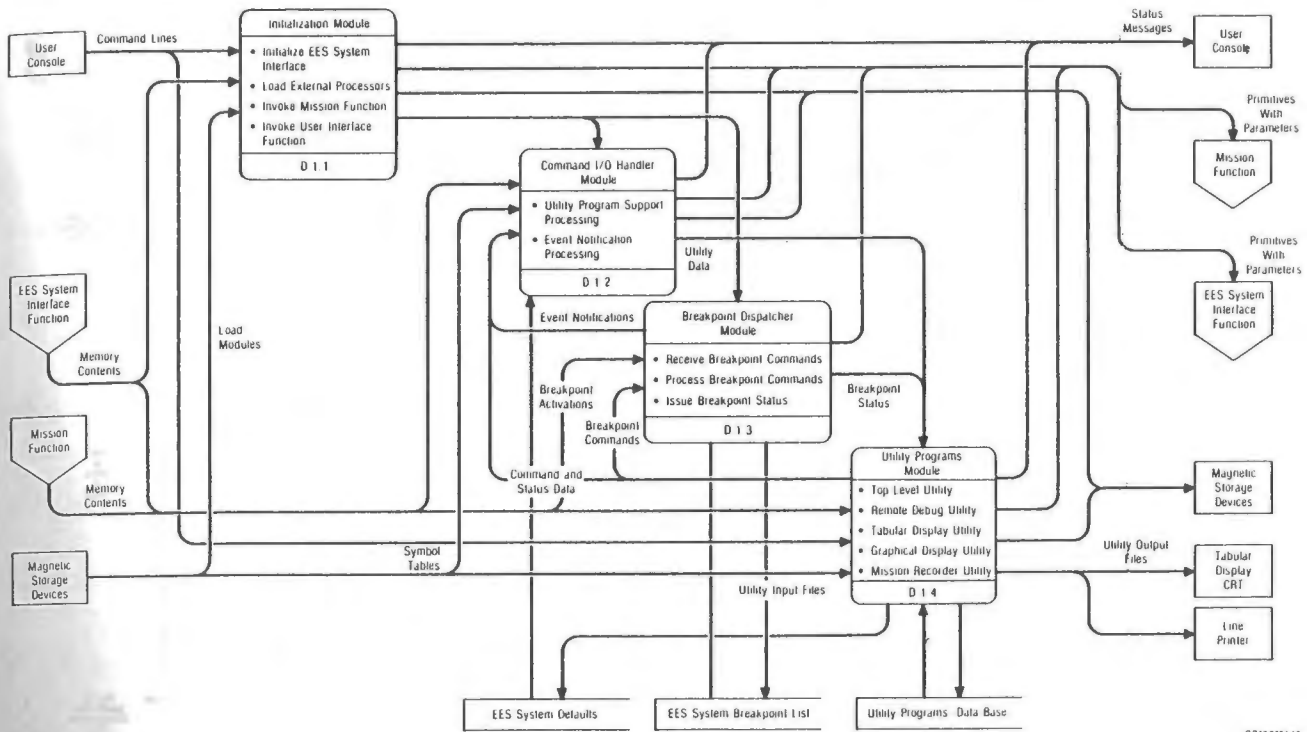 Initialization Module
• Initialize EES System
Interface
• Load External Processors
• Invoke Mission Function
• Invoke User Interface
Function
D 1 1
User
Console
Command Lines
Status
Messages
User
Console
Primitives
With
Parameters
Mission
Function
Command I/O Handler
Module
• Utility Program Support
Processing
• Event Notification
Processing
D 1 2
Utility
Data
Primitives
With
Parameters
EES System
Interface
Function
EES System
Interface
Function
Memory
Contents
Load
Modules
Event Notifications
Breakpoint Dispatcher
Module
• Receive Breakpoint Commands
• Process Breakpoint Commands
• Issue Breakpoint Status
D 1 3
Breakpoint
Activations
Breakpoint
Commands
Breakpoint
Status
Mission
Function
Memory
Contents
Command and
Status Data
Utility Programs
Module
• Top Level Utility
• Remote Debug Utility
• Tabular Display Utility
• Graphical Display Utility
• Mission Recorder Utility
D 1 4
Magnetic
Storage
Devices
Magnetic
Storage
Devices
Symbol
Tables
Utility Input Files
Utility Output
Files
Tabular
Display
CRT
Line
Printer
EES System Defaults
EES System Breakpoint List
Utility Programs Data Base